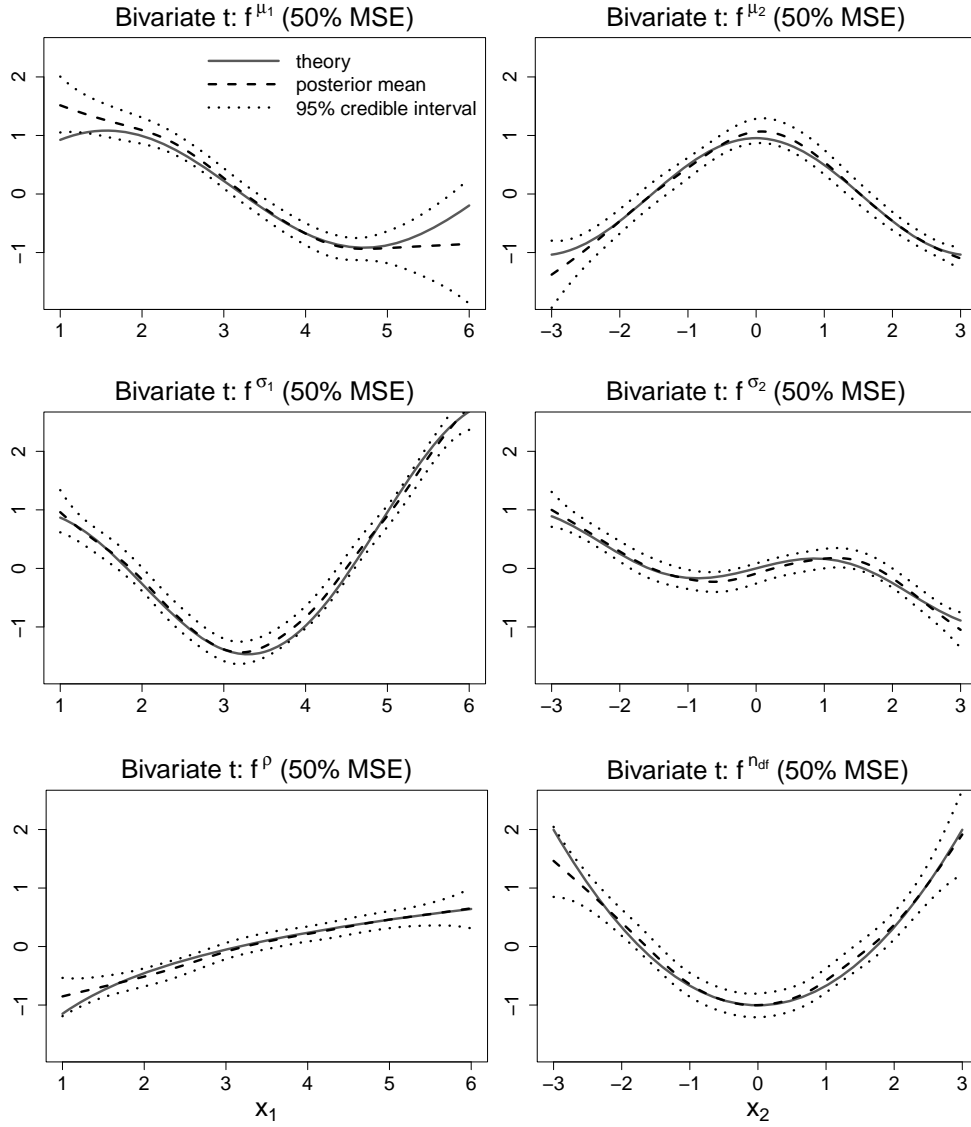 Bivariate t: f^μ₁ (50% MSE)
Bivariate t: f^μ₂ (50% MSE)
theory
posterior mean
95% credible interval
2
1
0
−1
1 2 3 4 5 6
2
1
0
−1
−3 −2 −1 0 1 2 3
Bivariate t: f^σ₁ (50% MSE)
Bivariate t: f^σ₂ (50% MSE)
2
1
0
−1
1 2 3 4 5 6
2
1
0
−1
−3 −2 −1 0 1 2 3
Bivariate t: f^ρ (50% MSE)
Bivariate t: f^n_df (50% MSE)
2
1
0
−1
1 2 3 4 5 6
x₁
2
1
0
−1
−3 −2 −1 0 1 2 3
x₂